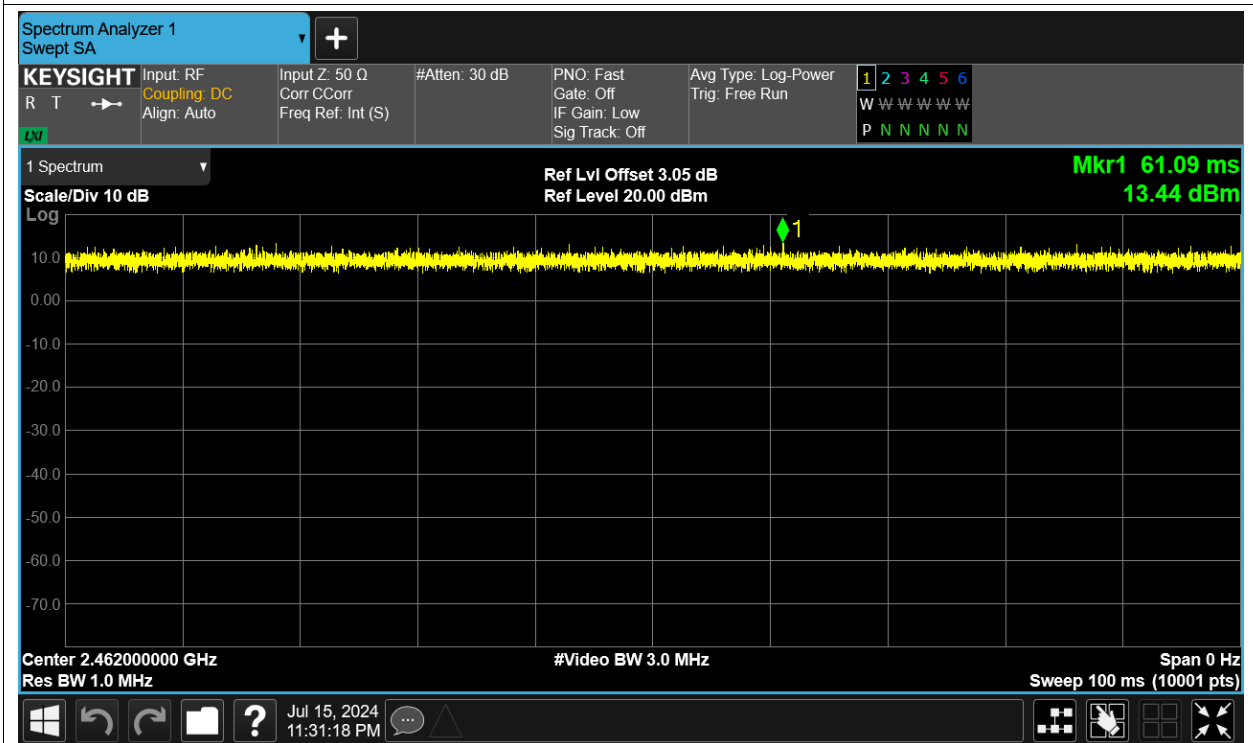 Spectrum Analyzer 1
Swept SA
KEYSIGHT
R T
LXI
Input: RF
Coupling: DC
Align: Auto
Input Z: 50 Ω
Corr CCorr
Freq Ref: Int (S)
#Atten: 30 dB
PNO: Fast
Gate: Off
IF Gain: Low
Sig Track: Off
Avg Type: Log-Power
Trig: Free Run
1 2 3 4 5 6
W W W W W W
P N N N N N
1 Spectrum
Scale/Div 10 dB
Ref Lvl Offset 3.05 dB
Ref Level 20.00 dBm
Mkr1 61.09 ms
13.44 dBm
Log
1
10.0
0.00
-10.0
-20.0
-30.0
-40.0
-50.0
-60.0
-70.0
Center 2.462000000 GHz
#Video BW 3.0 MHz
Span 0 Hz
Res BW 1.0 MHz
Sweep 100 ms (10001 pts)
?
Jul 15, 2024
11:31:18 PM